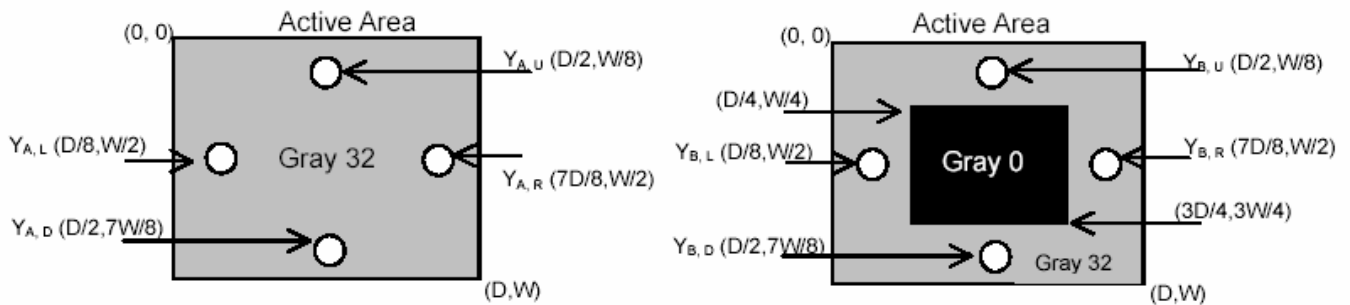 Active Area
(0, 0)
Y_A, U (D/2,W/8)
Y_A, L (D/8,W/2)
Gray 32
Y_A, R (7D/8,W/2)
Y_A, D (D/2,7W/8)
(D,W)
Active Area
(0, 0)
Y_B, U (D/2,W/8)
(D/4,W/4)
Y_B, L (D/8,W/2)
Gray 0
Y_B, R (7D/8,W/2)
(3D/4,3W/4)
Y_B, D (D/2,7W/8)
Gray 32
(D,W)